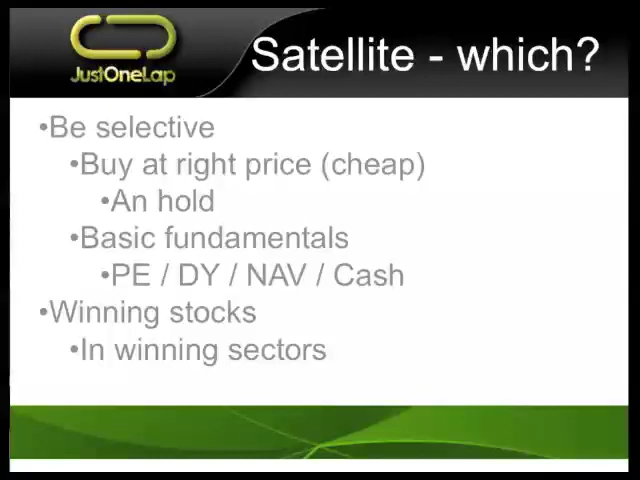 JustOneLap
Satellite - which?
•Be selective
•Buy at right price (cheap)
•An hold
•Basic fundamentals
•PE / DY / NAV / Cash
•Winning stocks
•In winning sectors